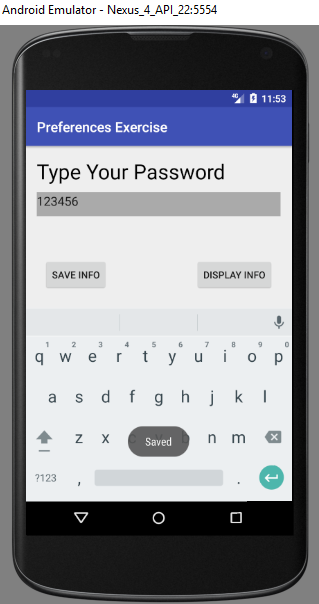 Android Emulator - Nexus_4_API_22:5554
4G 11:53
Preferences Exercise
Type Your Password
123456
SAVE INFO DISPLAY INFO
1 2 3 4 5 6 7 8 9 0
q w e r t y u i o p
a s d f g h j k l
z x c b n m
Saved
?123 , .